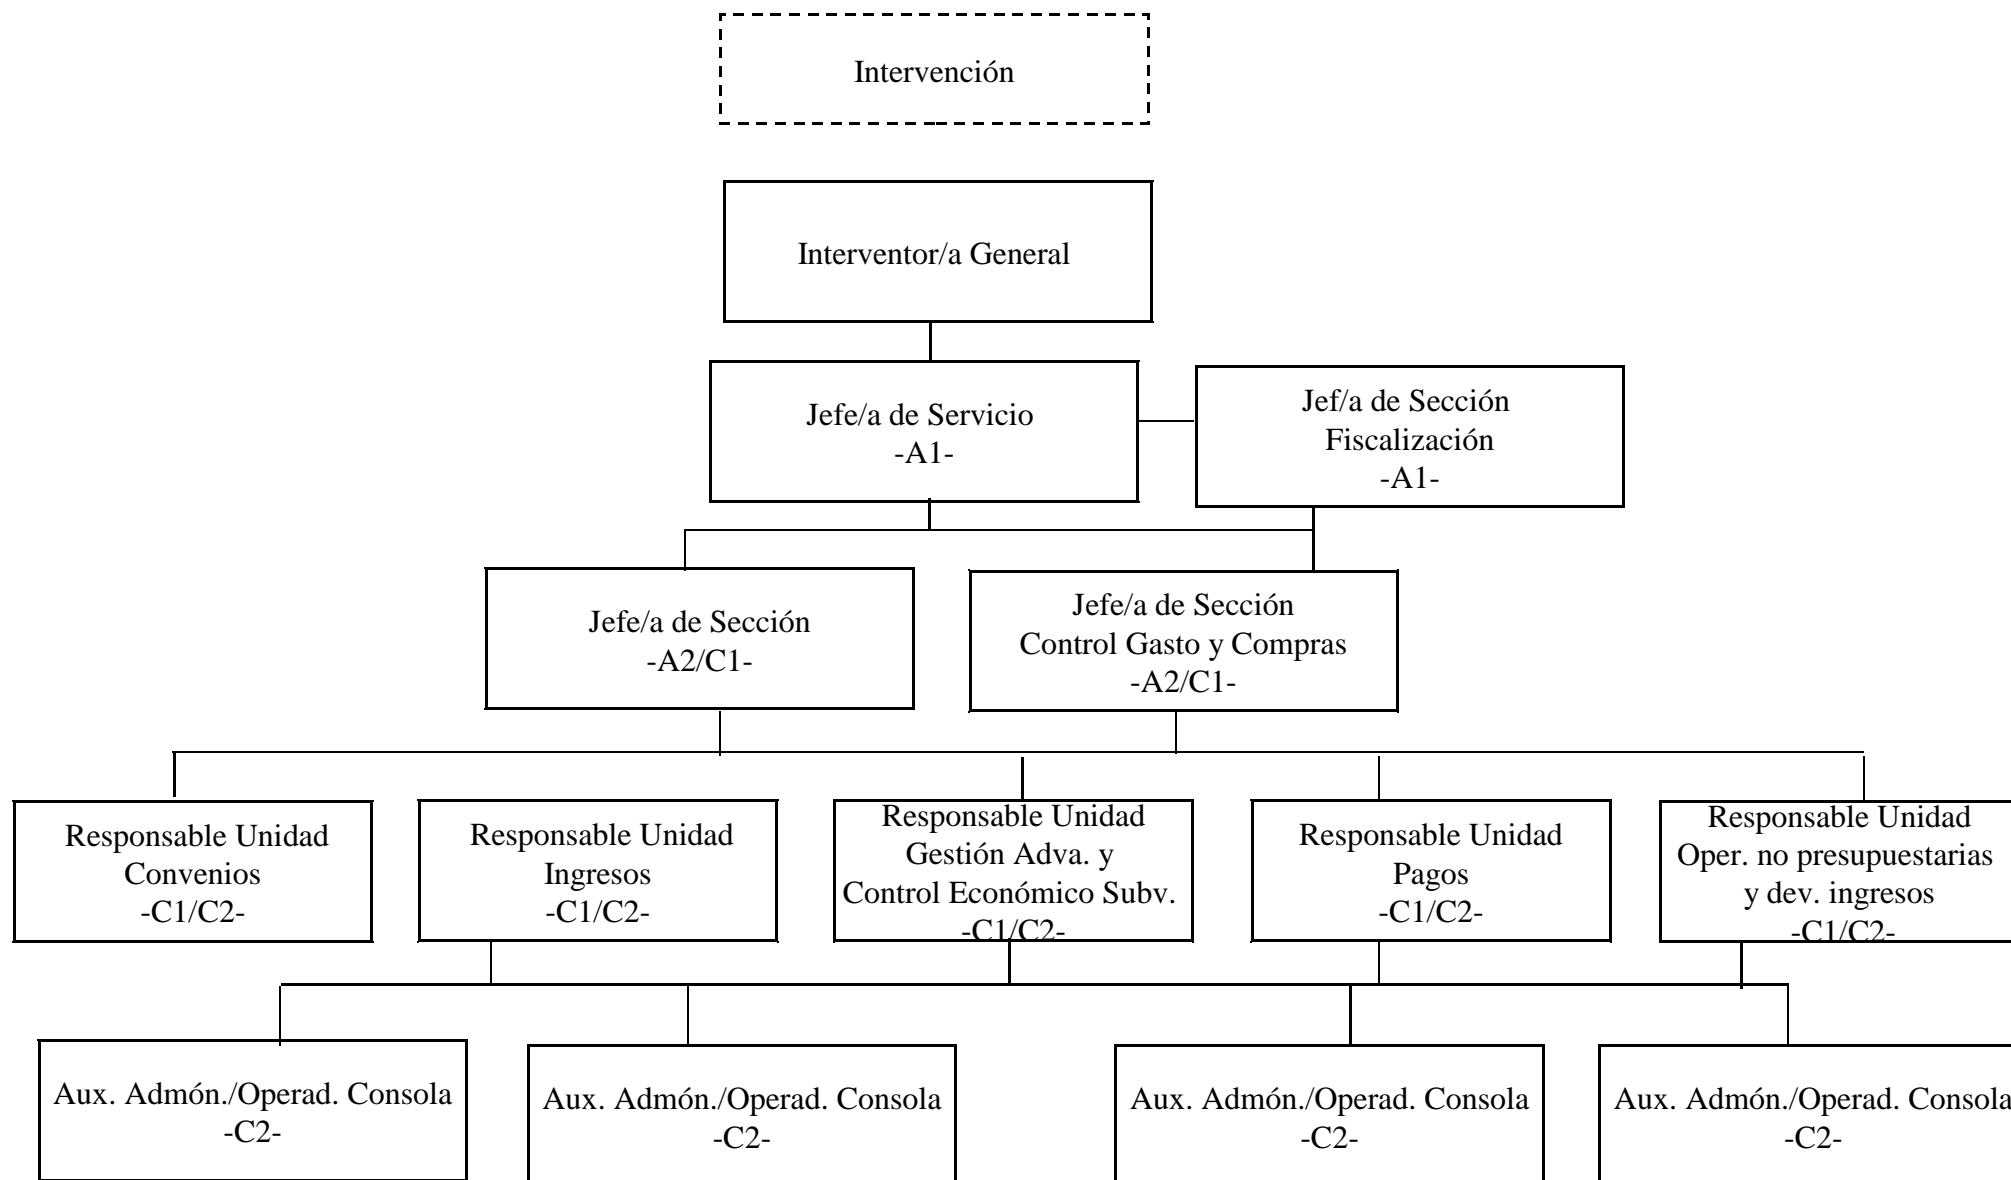 Intervención
Interventor/a General
Jefe/a de Servicio
-A1-
Jef/a de Sección
Fiscalización
-A1-
Jefe/a de Sección
-A2/C1-
Jefe/a de Sección
Control Gasto y Compras
-A2/C1-
Responsable Unidad
Convenios
-C1/C2-
Responsable Unidad
Ingresos
-C1/C2-
Responsable Unidad
Gestión Adva. y
Control Económico Subv.
-C1/C2-
Responsable Unidad
Pagos
-C1/C2-
Responsable Unidad
Oper. no presupuestarias
y dev. ingresos
-C1/C2-
Aux. Admón./Operad. Consola
-C2-
Aux. Admón./Operad. Consola
-C2-
Aux. Admón./Operad. Consola
-C2-
Aux. Admón./Operad. Consola
-C2-